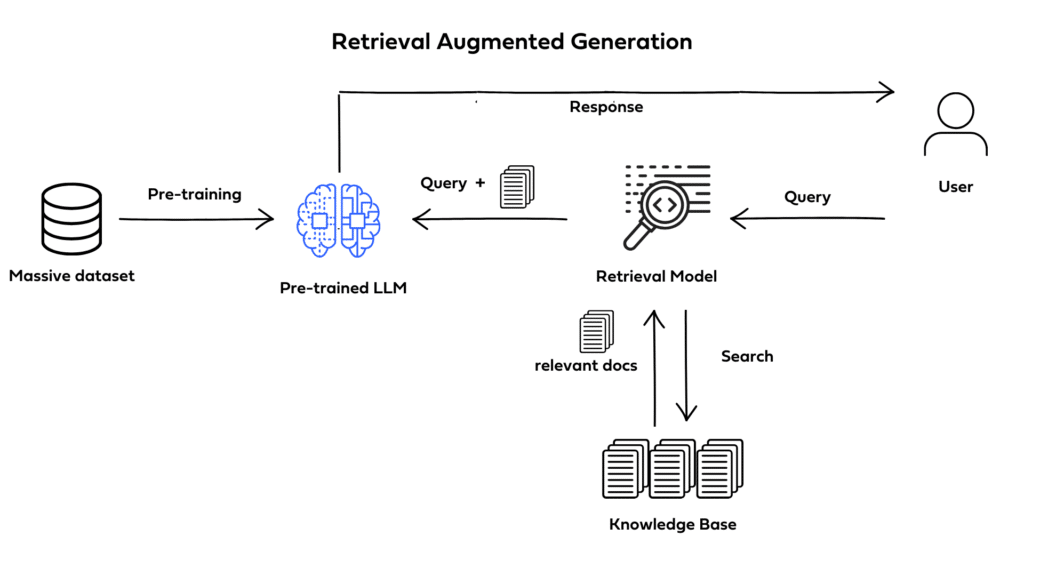 Retrieval Augmented Generation
Response
User
Query
Query +
Pre-training
Massive dataset
Pre-trained LLM
Retrieval Model
relevant docs
Search
Knowledge Base